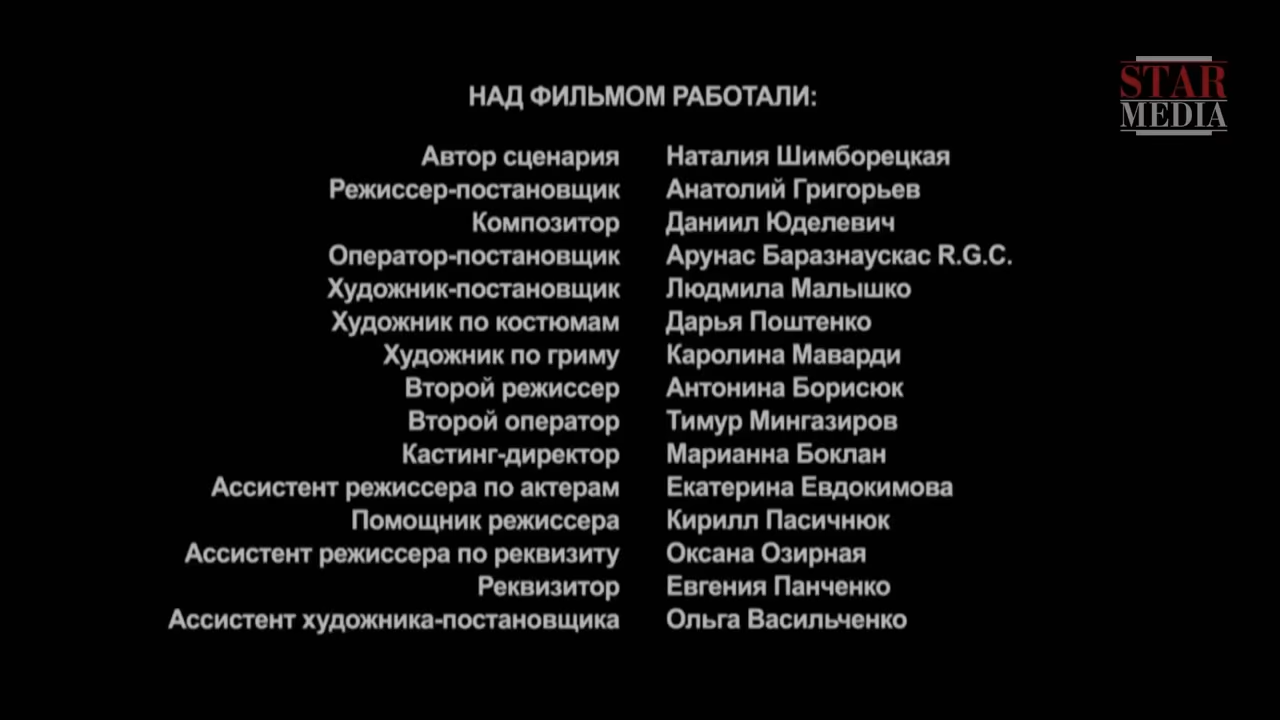 НАД ФИЛЬМОМ РАБОТАЛИ:
STAR
MEDIA
Автор сценария Наталия Шимборецкая
Режиссер-постановщик Анатолий Григорьев
Композитор Даниил Юделевич
Оператор-постановщик Арунас Баразнаускас R.G.C.
Художник-постановщик Людмила Малышко
Художник по костюмам Дарья Поштенко
Художник по гриму Каролина Маварди
Второй режиссер Антонина Борисюк
Второй оператор Тимур Мингазиров
Кастинг-директор Марианна Боклан
Ассистент режиссера по актерам Екатерина Евдокимова
Помощник режиссера Кирилл Пасичнюк
Ассистент режиссера по реквизиту Оксана Озирная
Реквизитор Евгения Панченко
Ассистент художника-постановщика Ольга Васильченко